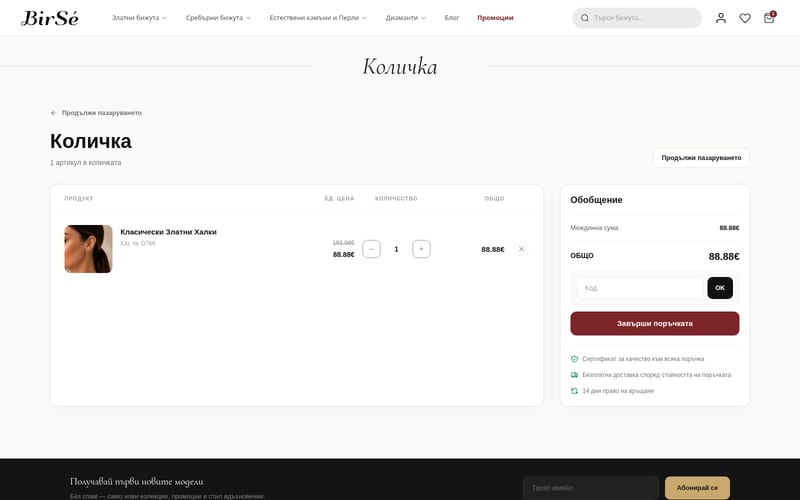 BirSé
Златни бижута
Сребърни бижута
Естествени камъни и Перли
Диаманти
Блог
Промоции
Търси бижута...
1
Количка
← Продължи пазаруването
Количка
1 артикул в количката
Продължи пазаруването
ПРОДУКТ
ЕД. ЦЕНА
КОЛИЧЕСТВО
ОБЩО
Класически Златни Халки
Кат. № O766
88.88€
−
1
+
88.88€
Обобщение
Междинна сума
88.88€
ОБЩО
88.88€
Код
OK
Завърши поръчката
Сертификат за качество към всяка поръчка
Безплатна доставка според стойността на поръчката
14 дни право на връщане
Получавай първи новите модели
Без спам — само нови колекции, промоции и стил вдъхновение.
Твоят имейл
Абонирай се